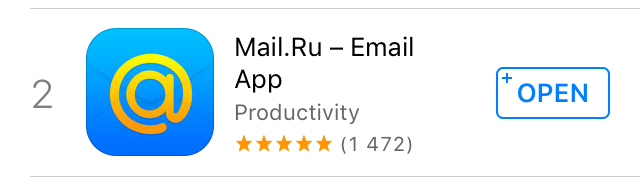 2
Mail.Ru – Email
App
Productivity
★★★★★ (1 472)
+ OPEN